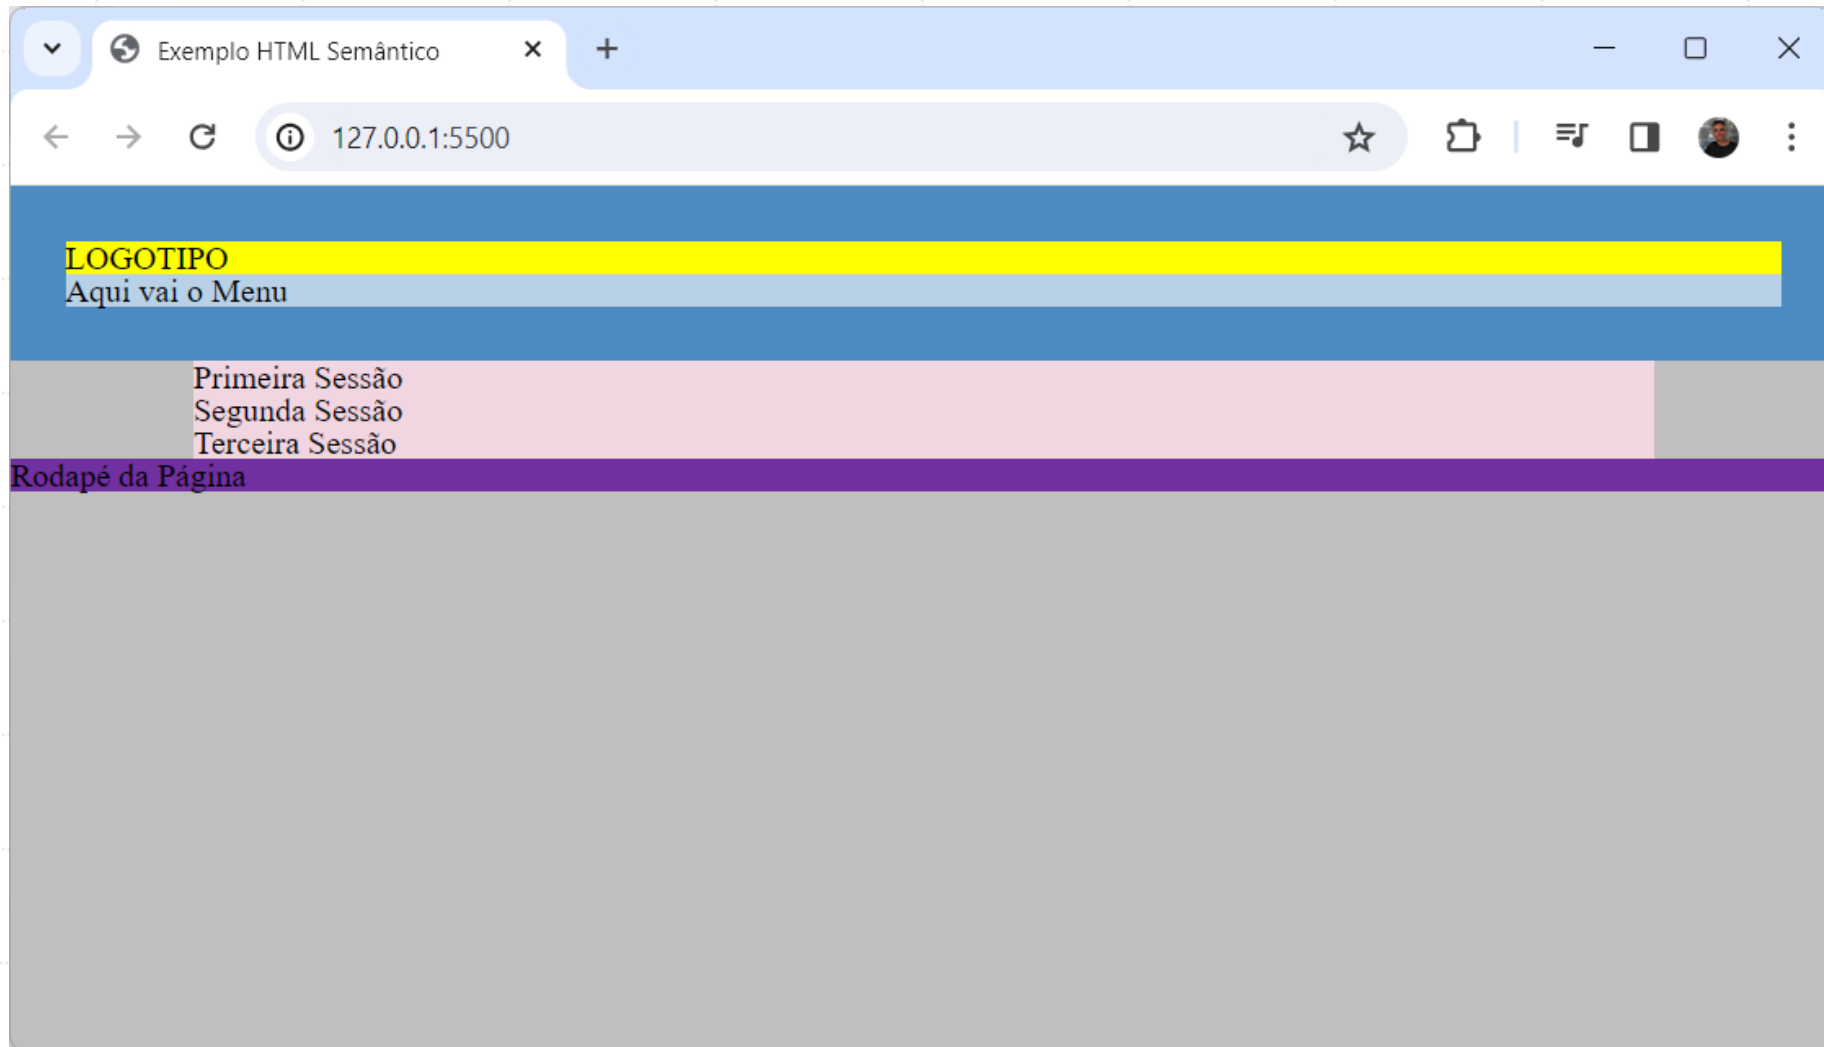 Exemplo HTML Semântico
127.0.0.1:5500
LOGOTIPO
Aqui vai o Menu
Primeira Sessão
Segunda Sessão
Terceira Sessão
Rodapé da Página